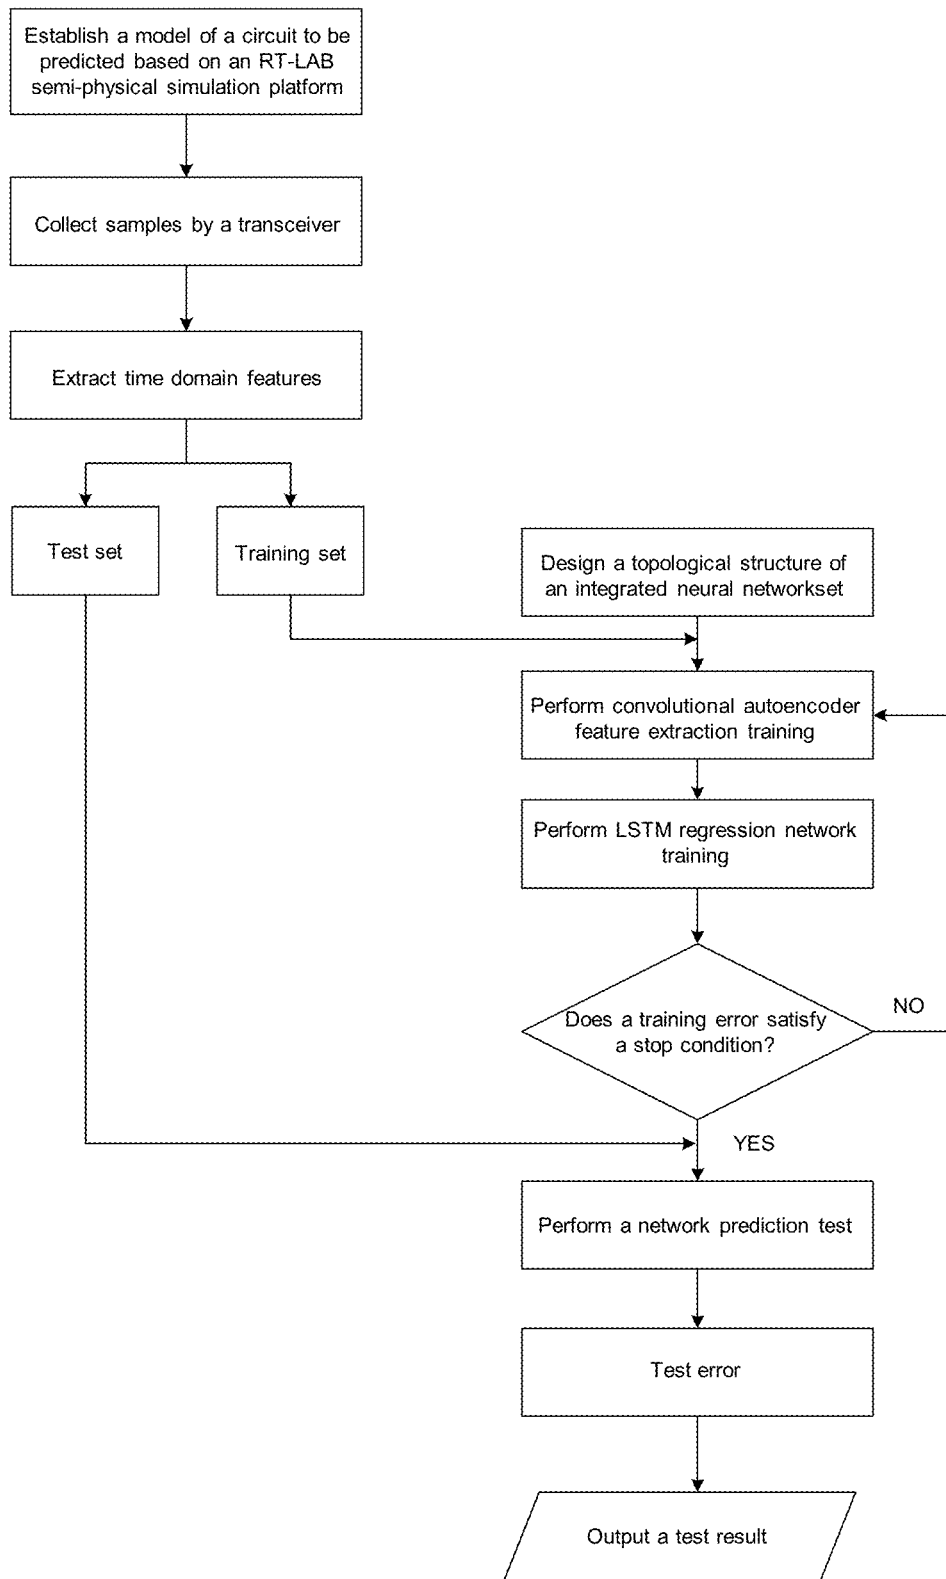 Establish a model of a circuit to be
predicted based on an RT-LAB
semi-physical simulation platform
Collect samples by a transceiver
Extract time domain features
Test set
Training set
Design a topological structure of
an integrated neural networkset
Perform convolutional autoencoder
feature extraction training
Perform LSTM regression network
training
Does a training error satisfy
a stop condition?
NO
YES
Perform a network prediction test
Test error
Output a test result